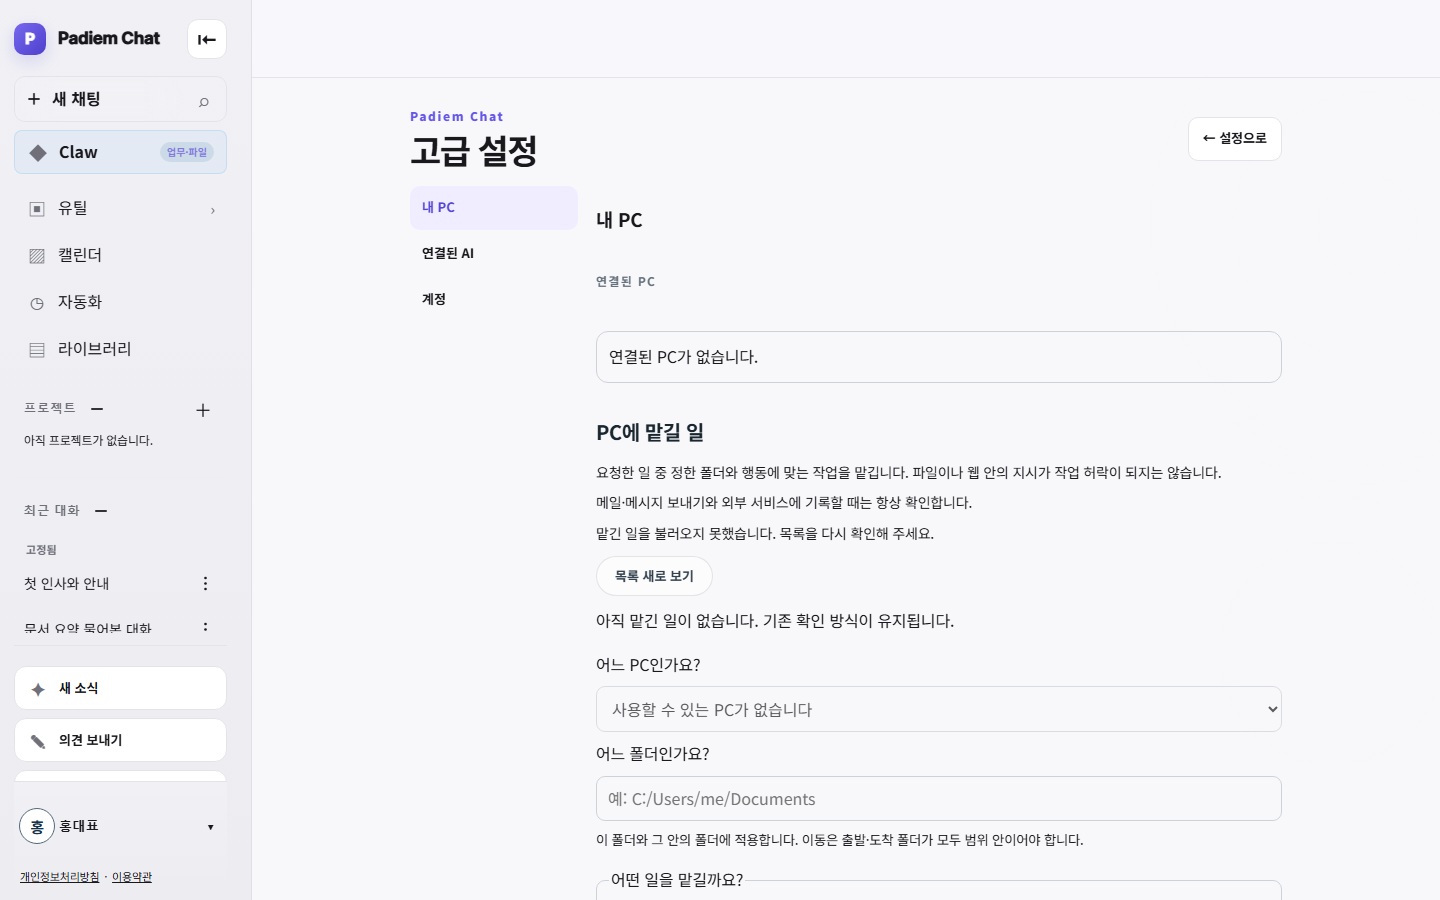 P Padiem Chat
+ 새 채팅
Claw 업무·파일
유틸
캘린더
자동화
라이브러리
프로젝트
아직 프로젝트가 없습니다.
최근 대화
고정됨
첫 인사와 안내
문서 요약 물어본 대화
새 소식
의견 보내기
홍 홍대표
개인정보처리방침 · 이용약관
Padiem Chat
고급 설정
← 설정으로
내 PC
연결된 AI
계정
내 PC
연결된 PC
연결된 PC가 없습니다.
PC에 맡길 일
요청한 일 중 정한 폴더와 행동에 맞는 작업을 맡깁니다. 파일이나 웹 안의 지시가 작업 허락이 되지는 않습니다.
메일·메시지 보내기와 외부 서비스에 기록할 때는 항상 확인합니다.
맡긴 일을 불러오지 못했습니다. 목록을 다시 확인해 주세요.
목록 새로 보기
아직 맡긴 일이 없습니다. 기존 확인 방식이 유지됩니다.
어느 PC인가요?
사용할 수 있는 PC가 없습니다
어느 폴더인가요?
예: C:/Users/me/Documents
이 폴더와 그 안의 폴더에 적용합니다. 이동은 출발·도착 폴더가 모두 범위 안이어야 합니다.
어떤 일을 맡길까요?